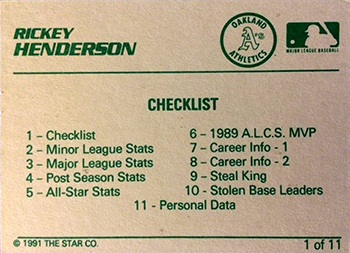 RICKEY
HENDERSON
OAKLAND
A's
ATHLETICS
MAJOR LEAGUE BASEBALL
CHECKLIST
1 - Checklist
2 - Minor League Stats
3 - Major League Stats
4 - Post Season Stats
5 - All-Star Stats
6 - 1989 A.L.C.S. MVP
7 - Career Info - 1
8 - Career Info - 2
9 - Steal King
10 - Stolen Base Leaders
11 - Personal Data
© 1991 THE STAR CO.
1 of 11